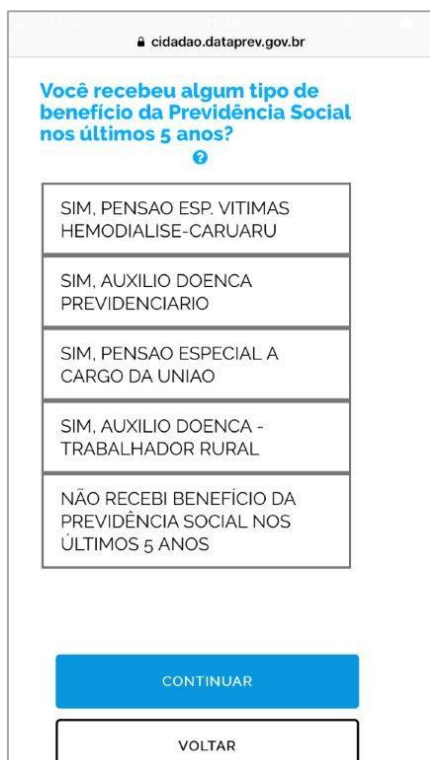 cidadao.dataprev.gov.br
Você recebeu algum tipo de
benefício da Previdência Social
nos últimos 5 anos?
?
SIM, PENSAO ESP. VITIMAS
HEMODIALISE-CARUARU
SIM, AUXILIO DOENCA
PREVIDENCIARIO
SIM, PENSAO ESPECIAL A
CARGO DA UNIAO
SIM, AUXILIO DOENCA -
TRABALHADOR RURAL
NÃO RECEBI BENEFÍCIO DA
PREVIDÊNCIA SOCIAL NOS
ÚLTIMOS 5 ANOS
CONTINUAR
VOLTAR